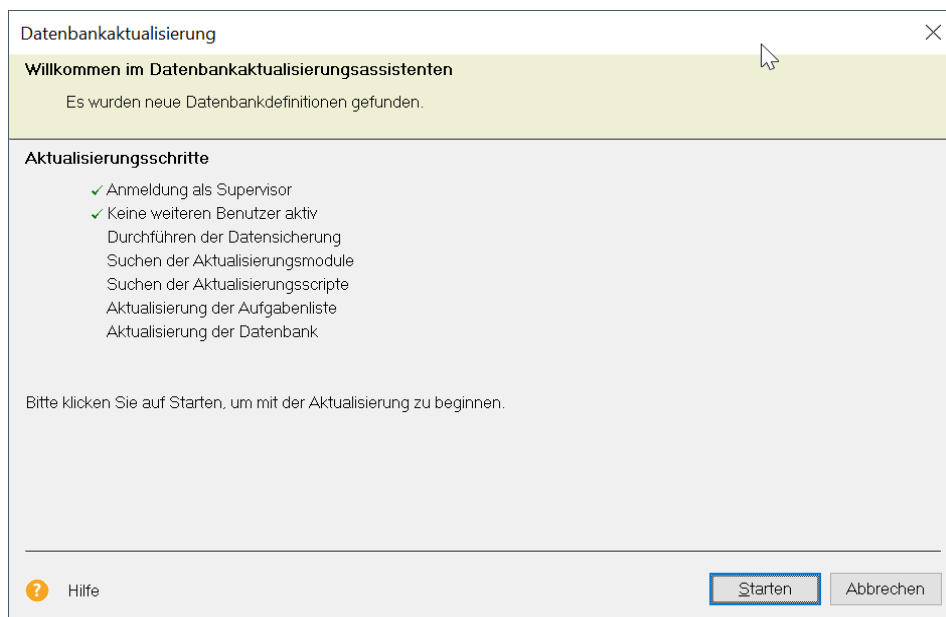 Datenbankaktualisierung
Willkommen im Datenbankaktualisierungsassistenten
Es wurden neue Datenbankdefinitionen gefunden.
Aktualisierungsschritte
✓ Anmeldung als Supervisor
✓ Keine weiteren Benutzer aktiv
Durchführen der Datensicherung
Suchen der Aktualisierungsmodule
Suchen der Aktualisierungsscripte
Aktualisierung der Aufgabenliste
Aktualisierung der Datenbank
Bitte klicken Sie auf Starten, um mit der Aktualisierung zu beginnen.
? Hilfe Starten Abbrechen